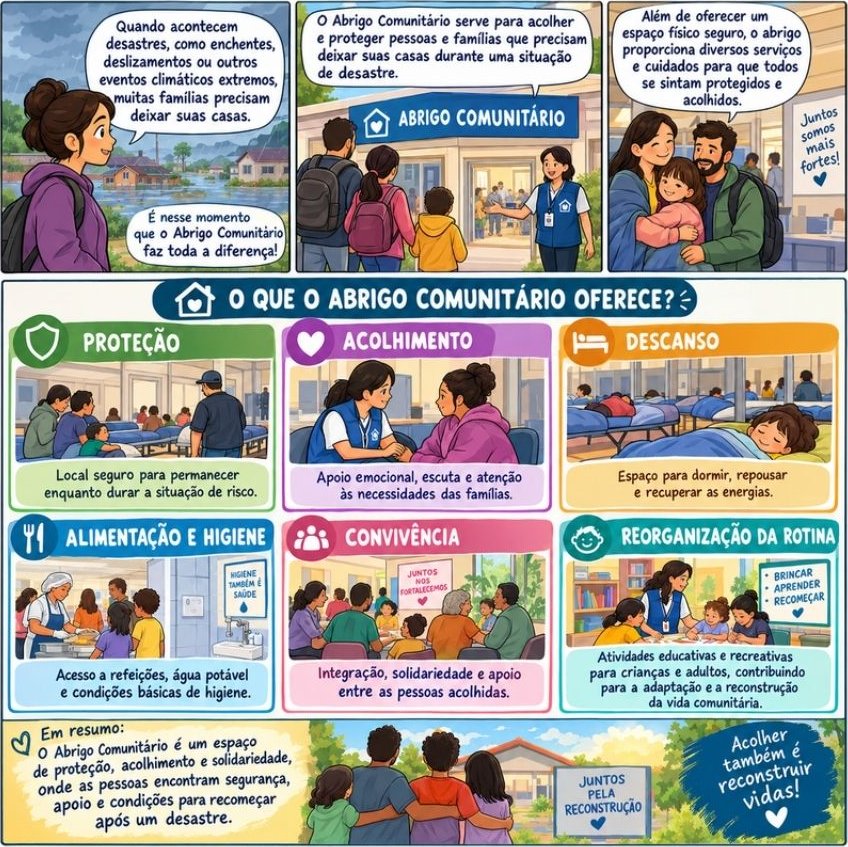 Quando acontecem
desastres, como enchentes,
deslizamentos ou outros
eventos climáticos extremos,
muitas famílias precisam
deixar suas casas.
É nesse momento
que o Abrigo Comunitário
faz toda a diferença!
O Abrigo Comunitário serve para acolher
e proteger pessoas e famílias que precisam
deixar suas casas durante uma situação
de desastre.
ABRIGO COMUNITÁRIO
Além de oferecer um
espaço físico seguro, o abrigo
proporciona diversos serviços
e cuidados para que todos
se sintam protegidos e
acolhidos.
Juntos
somos
mais
fortes!
O QUE O ABRIGO COMUNITÁRIO OFERECE?
PROTEÇÃO
Local seguro para permanecer
enquanto durar a situação de risco.
ACOLHIMENTO
Apoio emocional, escuta e atenção
às necessidades das famílias.
DESCANSO
Espaço para dormir, repousar
e recuperar as energias.
ALIMENTAÇÃO E HIGIENE
HIGIENE
TAMBÉM É
SAÚDE
Acesso a refeições, água potável
e condições básicas de higiene.
CONVIVÊNCIA
JUNTOS
NOS
FORTALECEMOS
Integração, solidariedade e apoio
entre as pessoas acolhidas.
REORGANIZAÇÃO DA ROTINA
• BRINCAR
• APRENDER
• RECOMEÇAR
Atividades educativas e recreativas
para crianças e adultos, contribuindo
para a adaptação e a reconstrução
da vida comunitária.
Em resumo:
O Abrigo Comunitário é um espaço
de proteção, acolhimento e solidariedade,
onde as pessoas encontram segurança,
apoio e condições para recomeçar
após um desastre.
JUNTOS
PELA
RECONSTRUÇÃO
Acolher
também é
reconstruir
vidas!